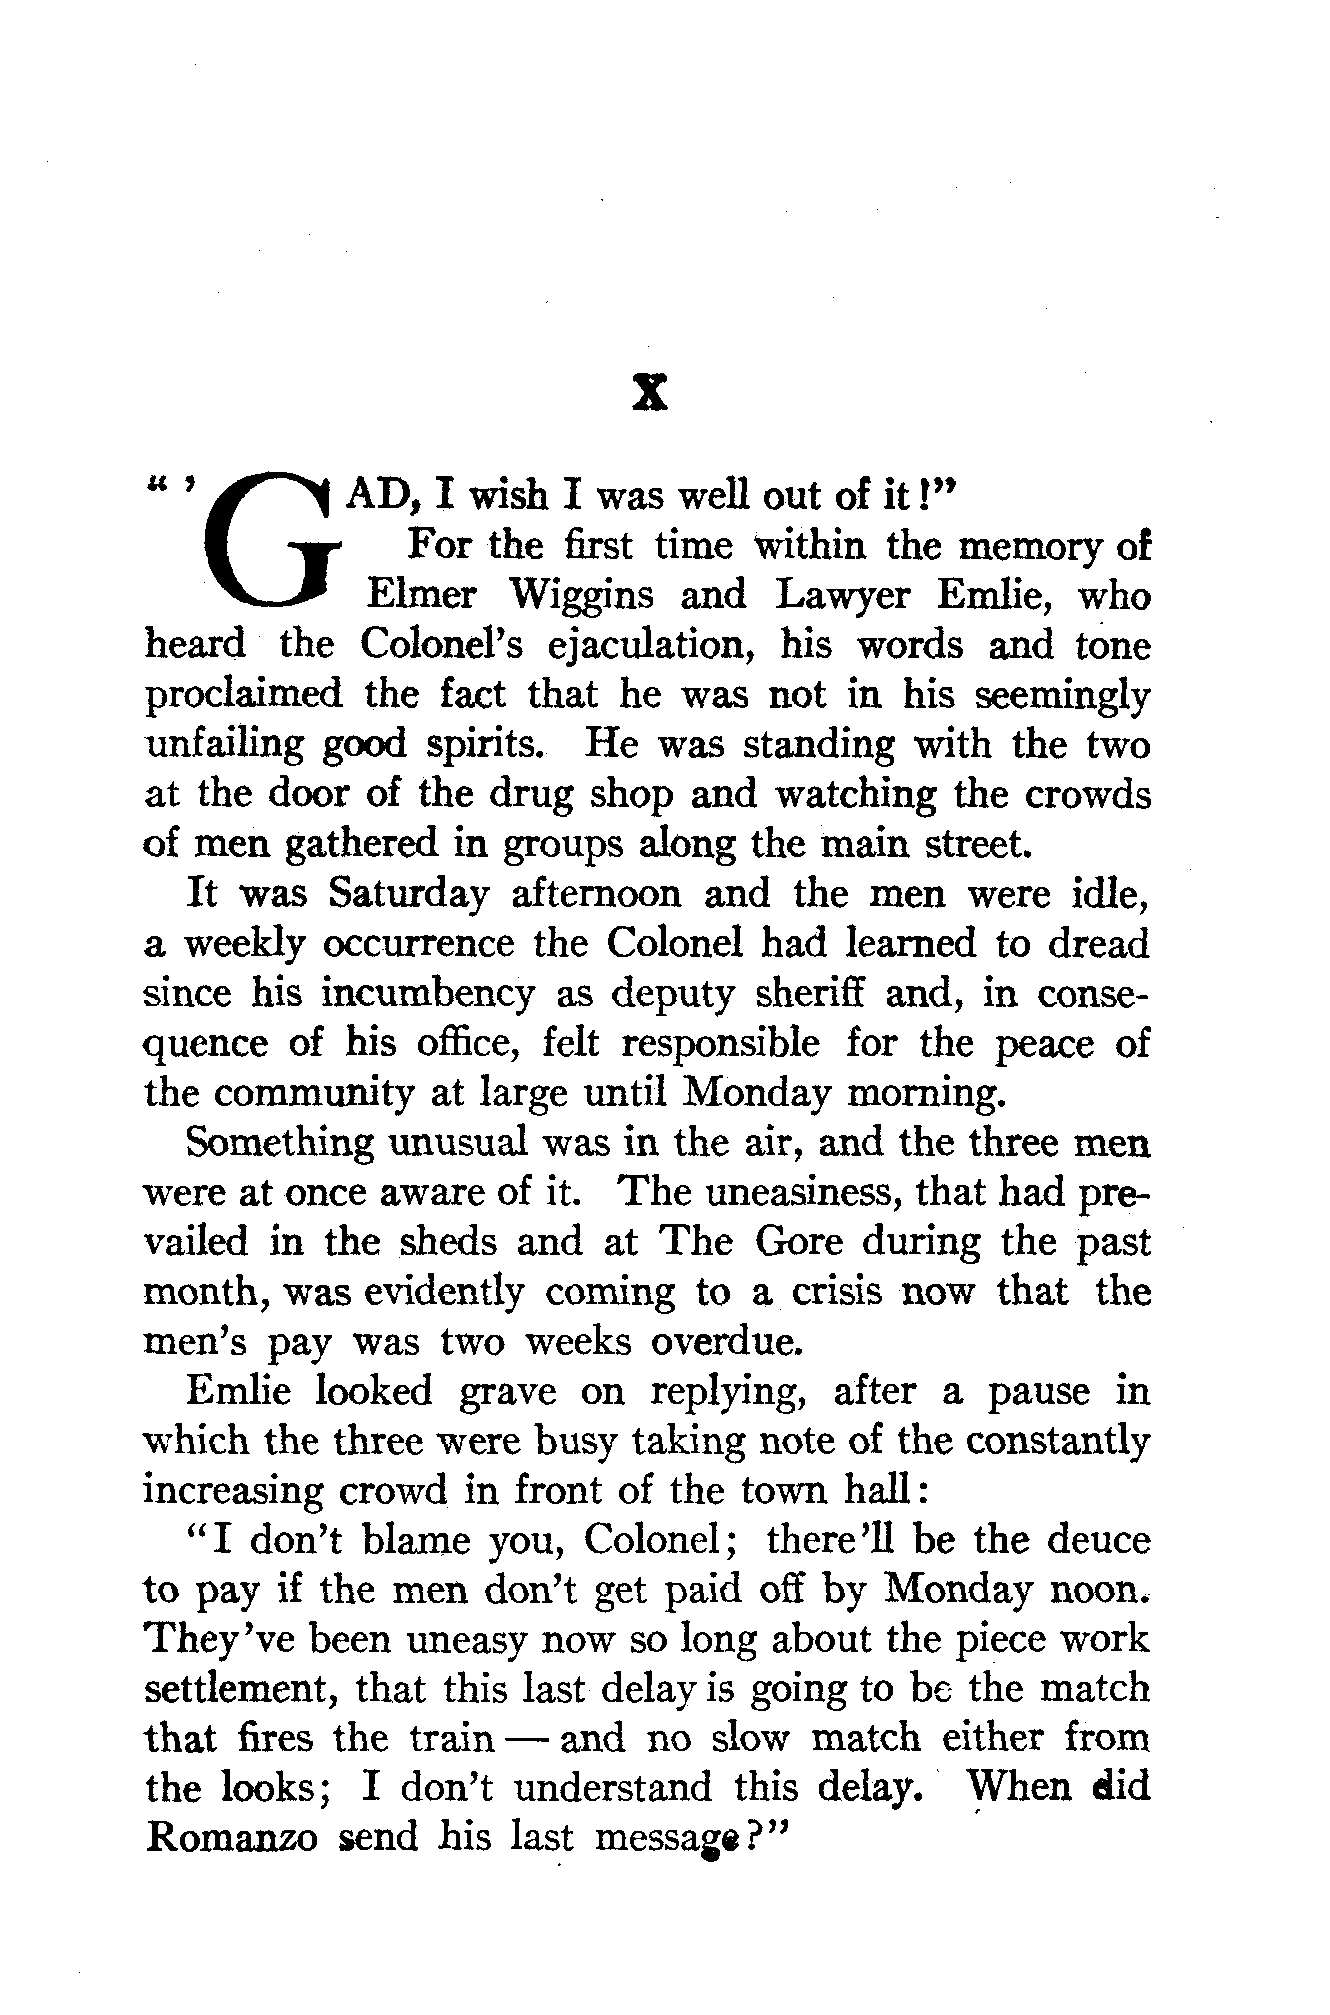 X
“ ’GAD, I wish I was well out of it!”
For the first time within the memory of
Elmer Wiggins and Lawyer Emlie, who
heard the Colonel’s ejaculation, his words and tone
proclaimed the fact that he was not in his seemingly
unfailing good spirits. He was standing with the two
at the door of the drug shop and watching the crowds
of men gathered in groups along the main street.
It was Saturday afternoon and the men were idle,
a weekly occurrence the Colonel had learned to dread
since his incumbency as deputy sheriff and, in conse-
quence of his office, felt responsible for the peace of
the community at large until Monday morning.
Something unusual was in the air, and the three men
were at once aware of it. The uneasiness, that had pre-
vailed in the sheds and at The Gore during the past
month, was evidently coming to a crisis now that the
men’s pay was two weeks overdue.
Emlie looked grave on replying, after a pause in
which the three were busy taking note of the constantly
increasing crowd in front of the town hall:
“I don’t blame you, Colonel; there’ll be the deuce
to pay if the men don’t get paid off by Monday noon.
They’ve been uneasy now so long about the piece work
settlement, that this last delay is going to be the match
that fires the train — and no slow match either from
the looks; I don’t understand this delay. When did
Romanzo send his last message?”